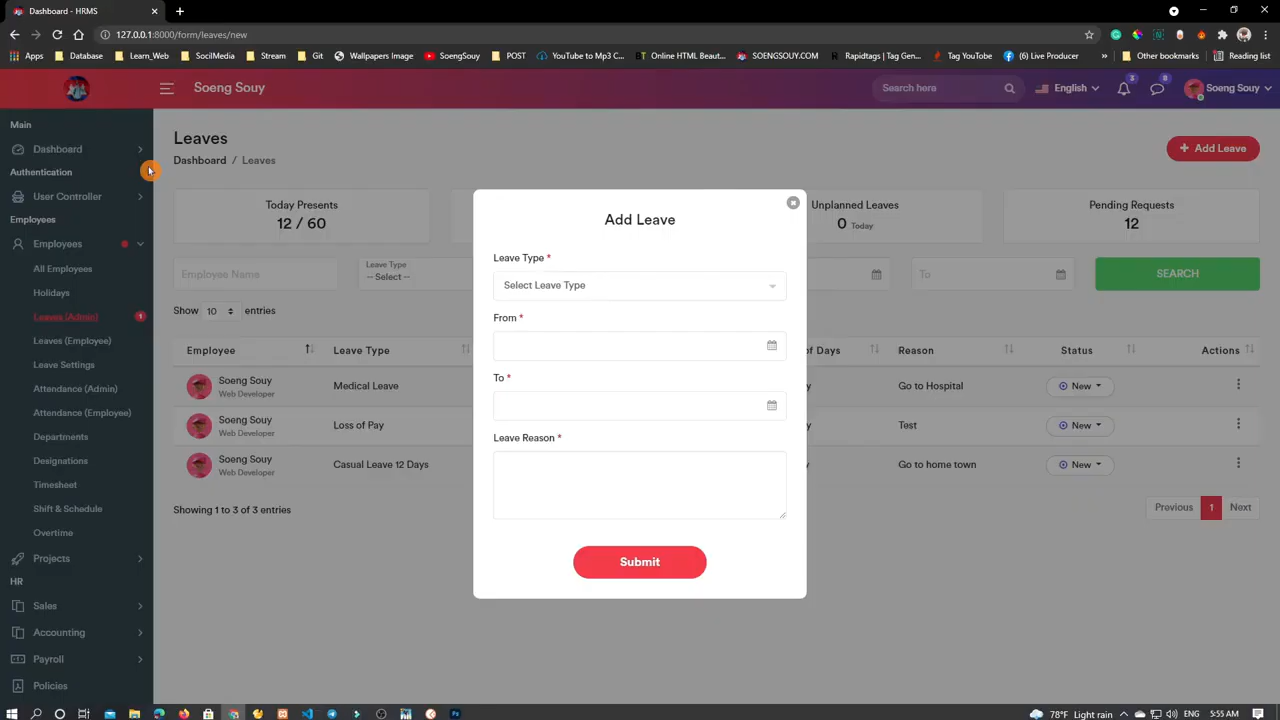 Dashboard - HRMS
127.0.0.1:8000/form/leaves/new
Apps Database Learn_Web SocilMedia Stream Git Wallpapers Image SoengSouy POST YouTube to Mp3 C... Online HTML Beaut... SOENGSOUY.COM Rapidtags | Tag Gen... Tag YouTube (6) Live Producer » Other bookmarks Reading list
Soeng Souy
Search here
English
3
8
Soeng Souy
Main
Dashboard
Authentication
User Controller
Employees
Employees
All Employees
Holidays
Leaves (Admin) 1
Leaves (Employee)
Leave Settings
Attendance (Admin)
Attendance (Employee)
Departments
Designations
Timesheet
Shift & Schedule
Overtime
Projects
HR
Sales
Accounting
Payroll
Policies
Leaves
Dashboard / Leaves
+ Add Leave
Today Presents
12 / 60
Unplanned Leaves
0 Today
Pending Requests
12
Employee Name
Leave Type
-- Select --
To
SEARCH
Show 10 entries
Employee Leave Type of Days Reason Status Actions
Soeng Souy
Web Developer
Medical Leave
Go to Hospital
New
Soeng Souy
Web Developer
Loss of Pay
Test
New
Soeng Souy
Web Developer
Casual Leave 12 Days
Go to home town
New
Showing 1 to 3 of 3 entries
Previous 1 Next
Add Leave
Leave Type *
Select Leave Type
From *
To *
Leave Reason *
Submit
78°F Light rain
5:55 AM